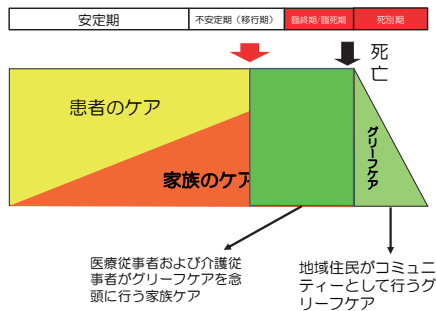 安定期
不安定期(移行期)
臨終期/臨死期
死別期
死
亡
患者のケア
家族のケア
グリーフケア
医療従事者および介護従
事者がグリーフケアを念
頭に行う家族ケア
地域住民がコミュニ
ティーとして行うグ
リーフケア